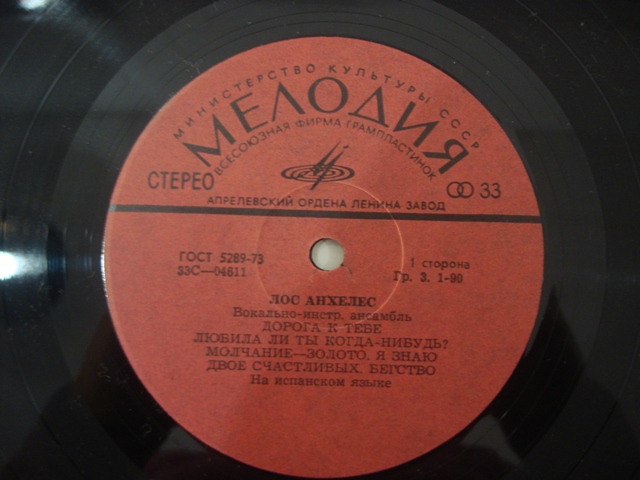 МИНИСТЕРСТВО КУЛЬТУРЫ СССР
МЕЛОДИЯ
ВСЕСОЮЗНАЯ ФИРМА ГРАМПЛАСТИНОК
СТЕРЕО
33
АПРЕЛЕВСКИЙ ОРДЕНА ЛЕНИНА ЗАВОД
ГОСТ 5289-73
33С—04611
1 сторона
Гр. 3. 1-90
ЛОС АНХЕЛЕС
Вокально-инстр. ансамбль
ДОРОГА К ТЕБЕ
ЛЮБИЛА ЛИ ТЫ КОГДА-НИБУДЬ?
МОЛЧАНИЕ—ЗОЛОТО. Я ЗНАЮ
ДВОЕ СЧАСТЛИВЫХ. БЕГСТВО
На испанском языке